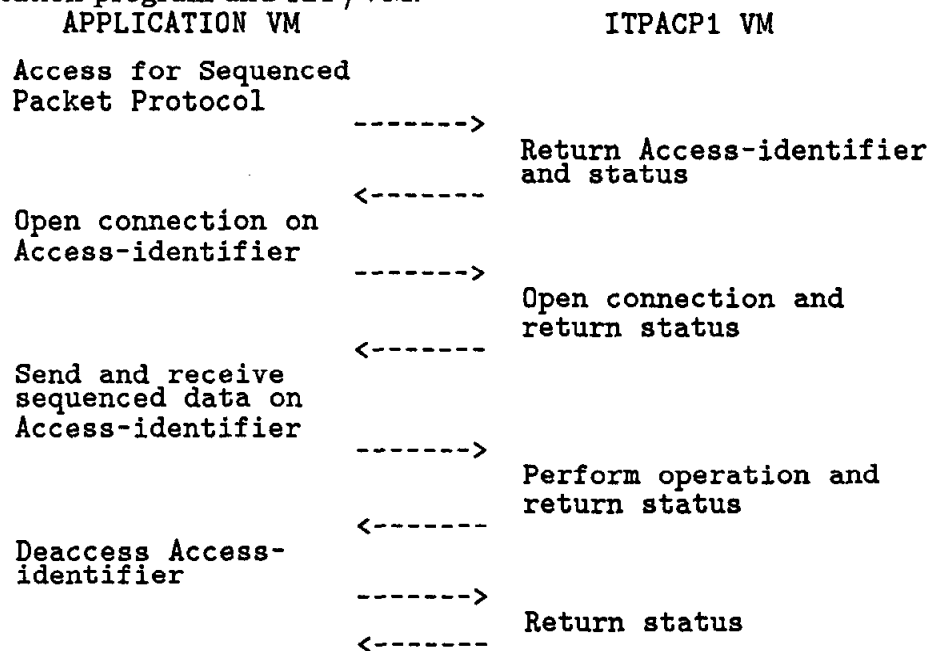 APPLICATION VM ITPACP1 VM
Access for Sequenced
Packet Protocol
------->
Return Access-identifier
and status
<-------
Open connection on
Access-identifier
------->
Open connection and
return status
<-------
Send and receive
sequenced data on
Access-identifier
------->
Perform operation and
return status
<-------
Deaccess Access-
identifier
------->
Return status
<-------